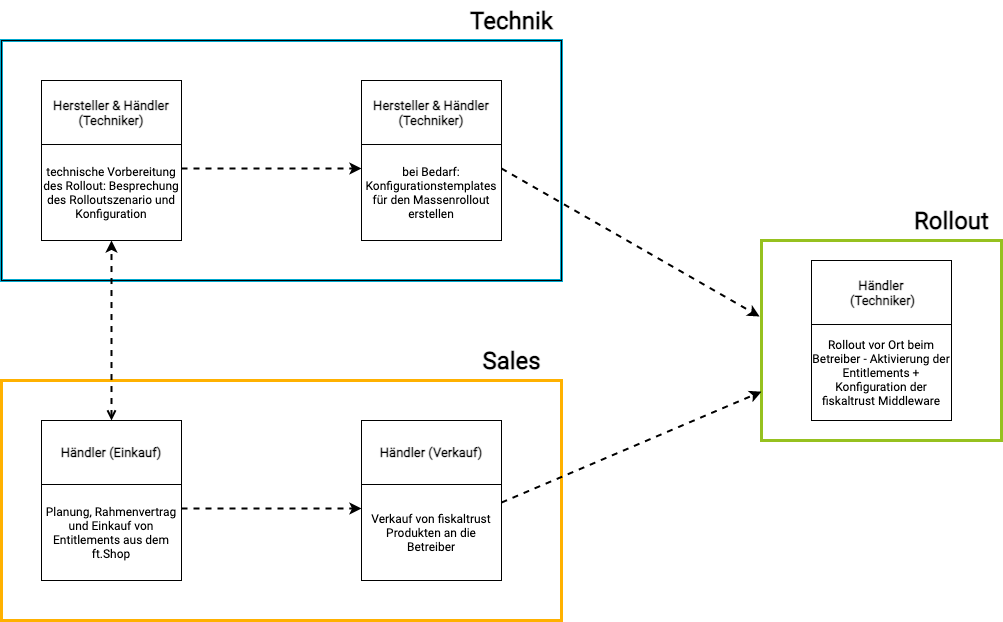 Technik
Hersteller & Händler
(Techniker)
technische Vorbereitung
des Rollout: Besprechung
des Rolloutszenario und
Konfiguration
Hersteller & Händler
(Techniker)
bei Bedarf:
Konfigurationstemplates
für den Massenrollout
erstellen
Rollout
Händler
(Techniker)
Rollout vor Ort beim
Betreiber - Aktivierung der
Entitlements +
Konfiguration der
fiskaltrust Middleware
Sales
Händler (Einkauf)
Planung, Rahmenvertrag
und Einkauf von
Entitlements aus dem
ft.Shop
Händler (Verkauf)
Verkauf von fiskaltrust
Produkten an die
Betreiber